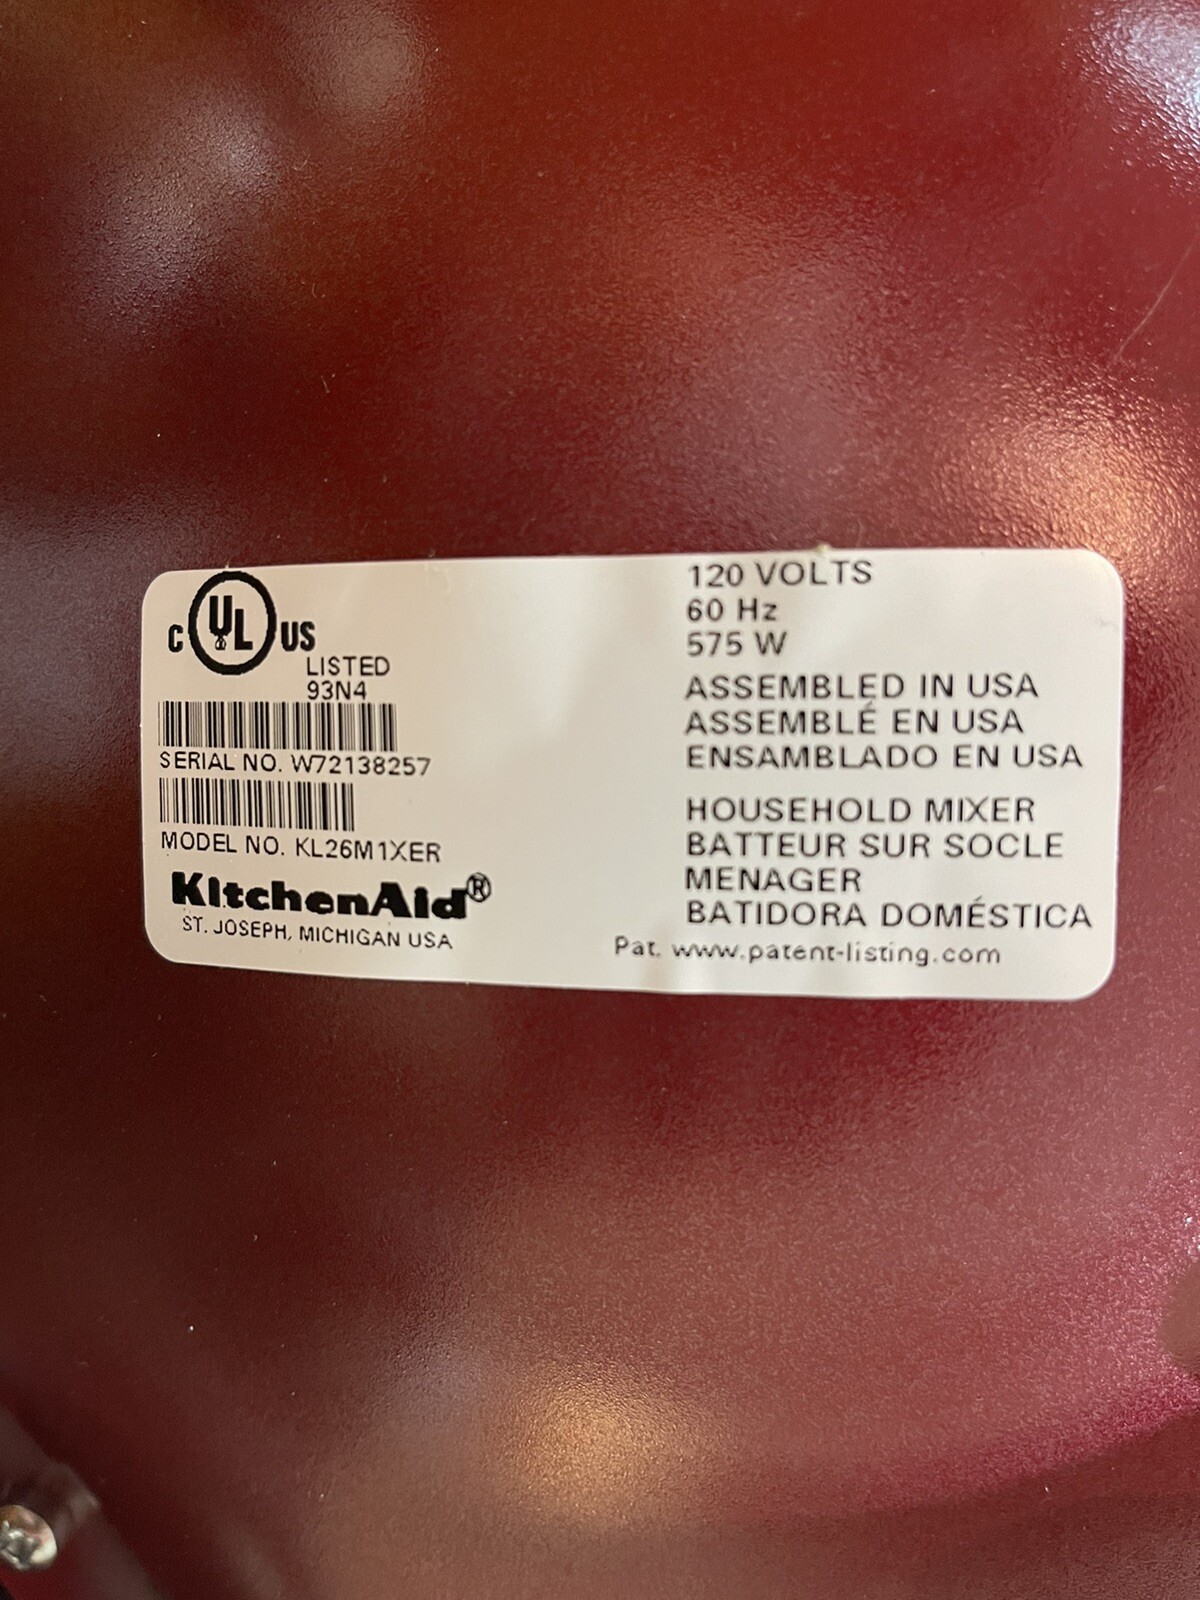 C UL US
LISTED
93N4
SERIAL NO. W72138257
MODEL NO. KL26M1XER
KitchenAid®
ST. JOSEPH, MICHIGAN USA
120 VOLTS
60 Hz
575 W
ASSEMBLED IN USA
ASSEMBLÉ EN USA
ENSAMBLADO EN USA
HOUSEHOLD MIXER
BATTEUR SUR SOCLE
MENAGER
BATIDORA DOMÉSTICA
Pat. www.patent-listing.com